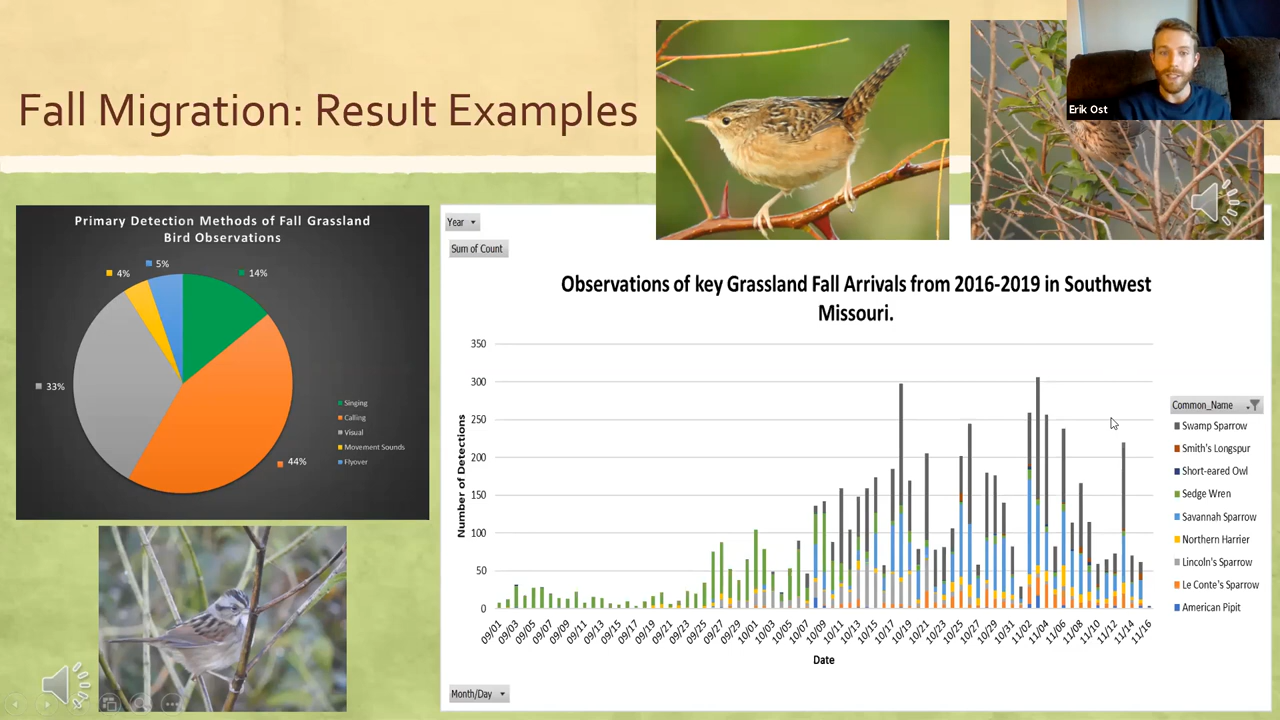 Fall Migration: Result Examples
Erik Ost
Primary Detection Methods of Fall Grassland
Bird Observations
5%
4%
14%
33%
44%
Singing
Calling
Visual
Movement Sounds
Flyover
Year
Sum of Count
Observations of key Grassland Fall Arrivals from 2016-2019 in Southwest
Missouri.
Number of Detections
350
300
250
200
150
100
50
0
09/01
09/03
09/05
09/07
09/09
09/11
09/13
09/15
09/17
09/19
09/21
09/23
09/25
09/27
09/29
10/01
10/03
10/05
10/07
10/09
10/11
10/13
10/15
10/17
10/19
10/21
10/23
10/25
10/27
10/29
10/31
11/02
11/04
11/06
11/08
11/10
11/12
11/14
11/16
Date
Common_Name
Swamp Sparrow
Smith's Longspur
Short-eared Owl
Sedge Wren
Savannah Sparrow
Northern Harrier
Lincoln's Sparrow
Le Conte's Sparrow
American Pipit
Month/Day